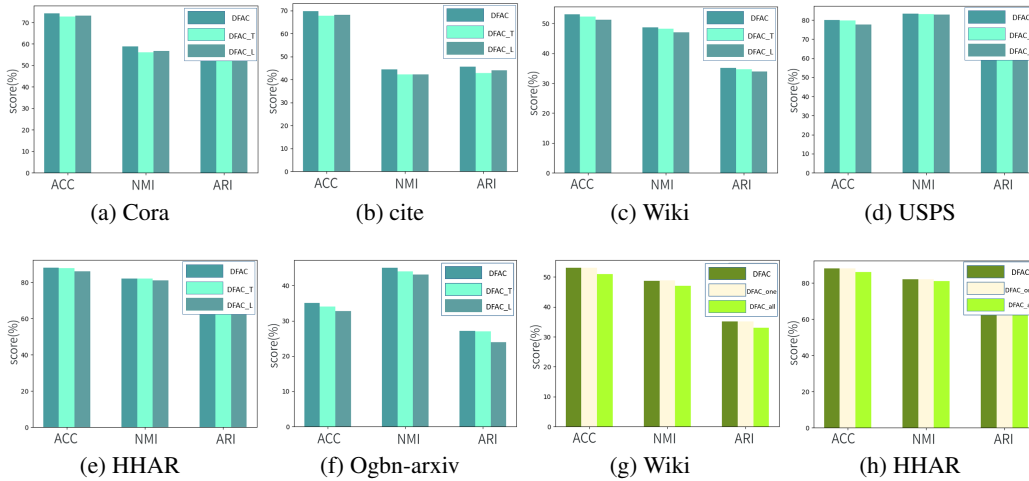 70
60
50
40
30
20
10
0
score(%)
ACC NMI ARI
DFAC
DFAC_T
DFAC_L
(a) Cora
70
60
50
40
30
20
10
0
score(%)
ACC NMI ARI
DFAC
DFAC_T
DFAC_L
(b) cite
50
40
30
20
10
0
score(%)
ACC NMI ARI
DFAC
DFAC_T
DFAC_L
(c) Wiki
80
70
60
50
40
30
20
10
0
score(%)
ACC NMI ARI
DFAC
DFAC_
DFAC_
(d) USPS
80
60
40
20
0
score(%)
ACC NMI ARI
DFAC
DFAC_T
DFAC_L
(e) HHAR
40
30
20
10
0
score(%)
ACC NMI ARI
DFAC
DFAC_T
DFAC_L
(f) Ogbn-arxiv
50
40
30
20
10
0
score(%)
ACC NMI ARI
DFAC
DFAC_one
DFAC_all
(g) Wiki
80
60
40
20
0
score(%)
ACC NMI ARI
DFAC
DFAC_o
DFAC_a
(h) HHAR